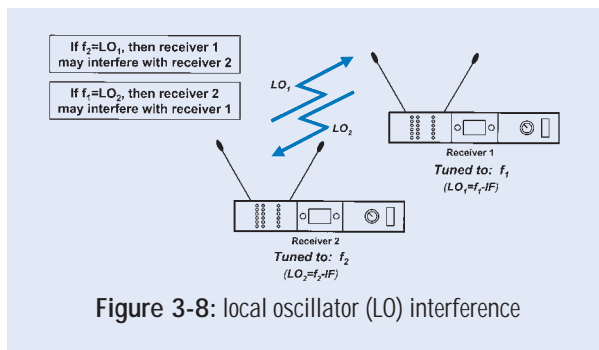 If f₂=LO₁, then receiver 1
may interfere with receiver 2
If f₁=LO₂, then receiver 2
may interfere with receiver 1
LO₁
LO₂
Receiver 1
Tuned to: f₁
(LO₁=f₁-IF)
Receiver 2
Tuned to: f₂
(LO₂=f₂-IF)
Figure 3-8: local oscillator (LO) interference